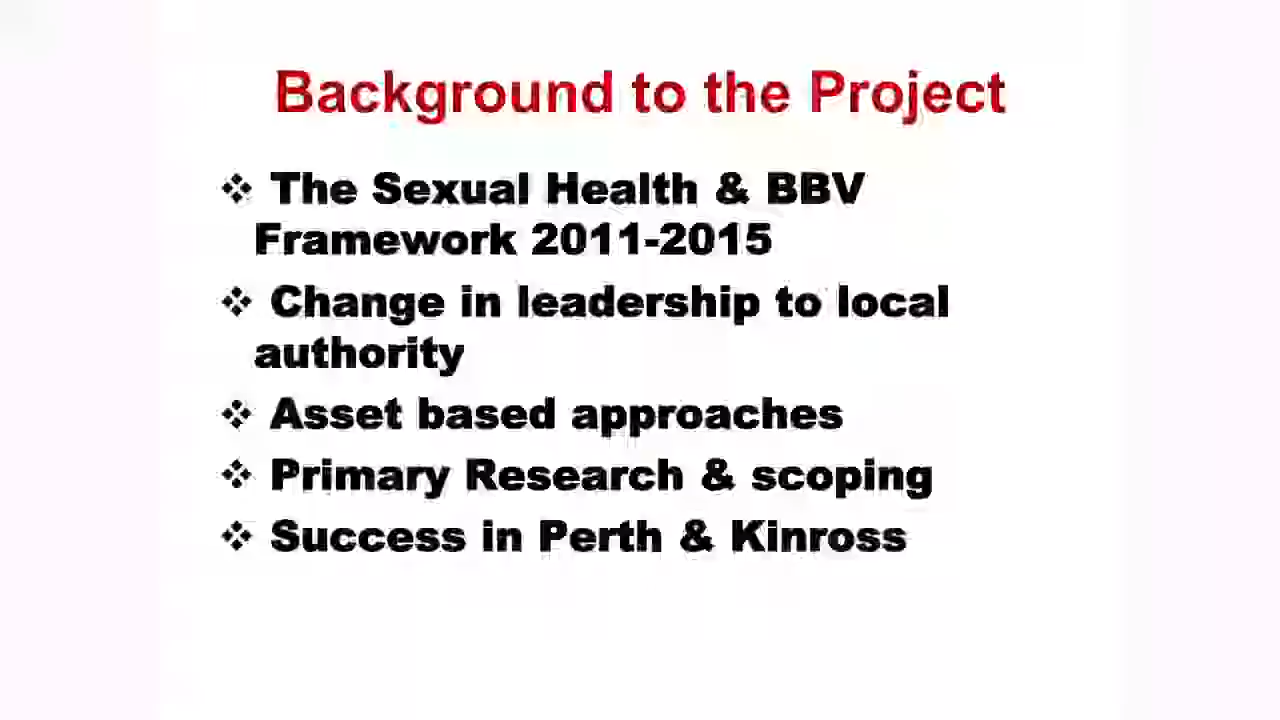 Background to the Project
❖ The Sexual Health & BBV
Framework 2011-2015
❖ Change in leadership to local
authority
❖ Asset based approaches
❖ Primary Research & scoping
❖ Success in Perth & Kinross